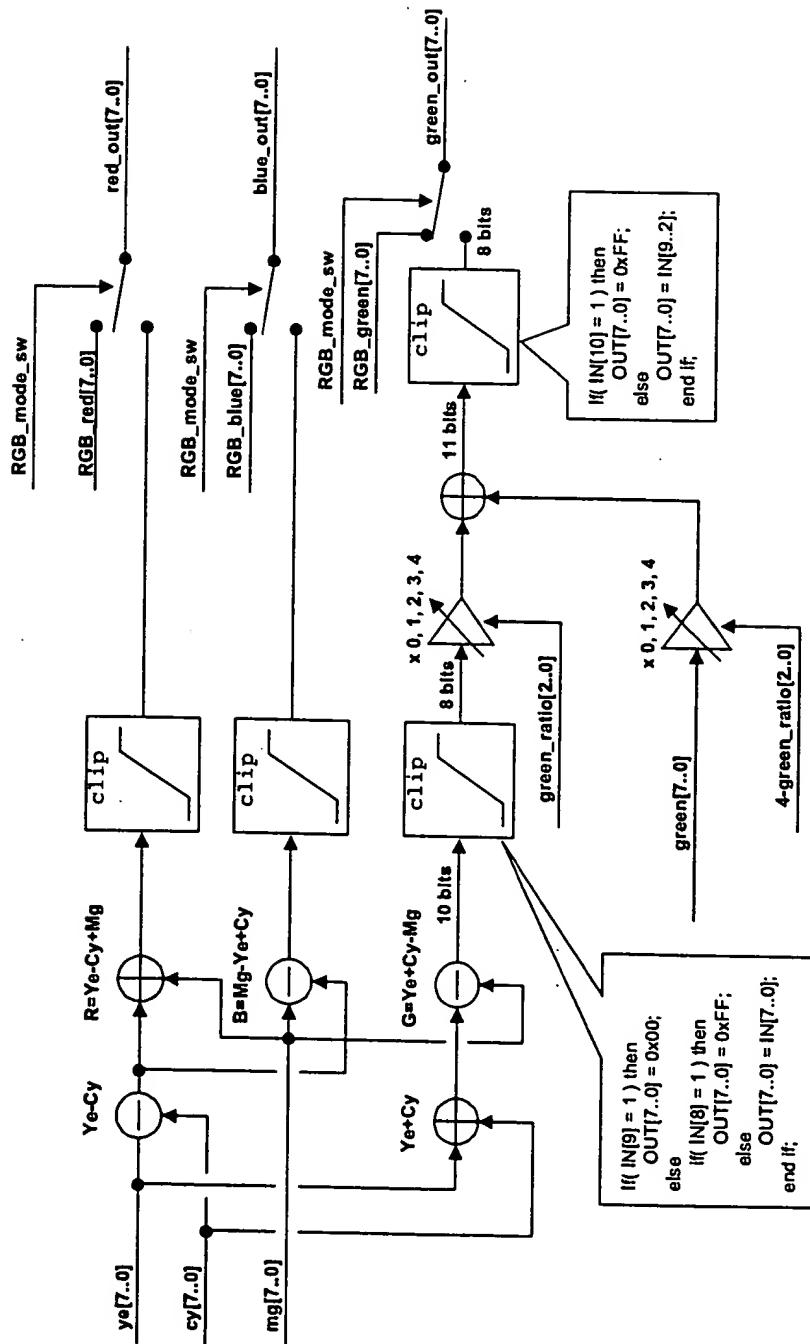 ye[7..0]
cy[7..0]
mg[7..0]
Ye-Cy
R=Ye-Cy+Mg
clip
RGB_mode_sw
RGB_red[7..0]
red_out[7..0]
B=Mg-Ye+Cy
clip
RGB_mode_sw
RGB_blue[7..0]
blue_out[7..0]
Ye+Cy
G=Ye+Cy-Mg
10 bits
clip
8 bits
x 0, 1, 2, 3, 4
green_ratio[2..0]
11 bits
clip
RGB_mode_sw
RGB_green[7..0]
8 bits
green_out[7..0]
green[7..0]
x 0, 1, 2, 3, 4
4-green_ratio[2..0]
If( IN[9] = 1 ) then
OUT[7..0] = 0x00;
else
If( IN[8] = 1 ) then
OUT[7..0] = 0xFF;
else
OUT[7..0] = IN[7..0];
end if;
If( IN[10] = 1 ) then
OUT[7..0] = 0xFF;
else
OUT[7..0] = IN[9..2];
end if;